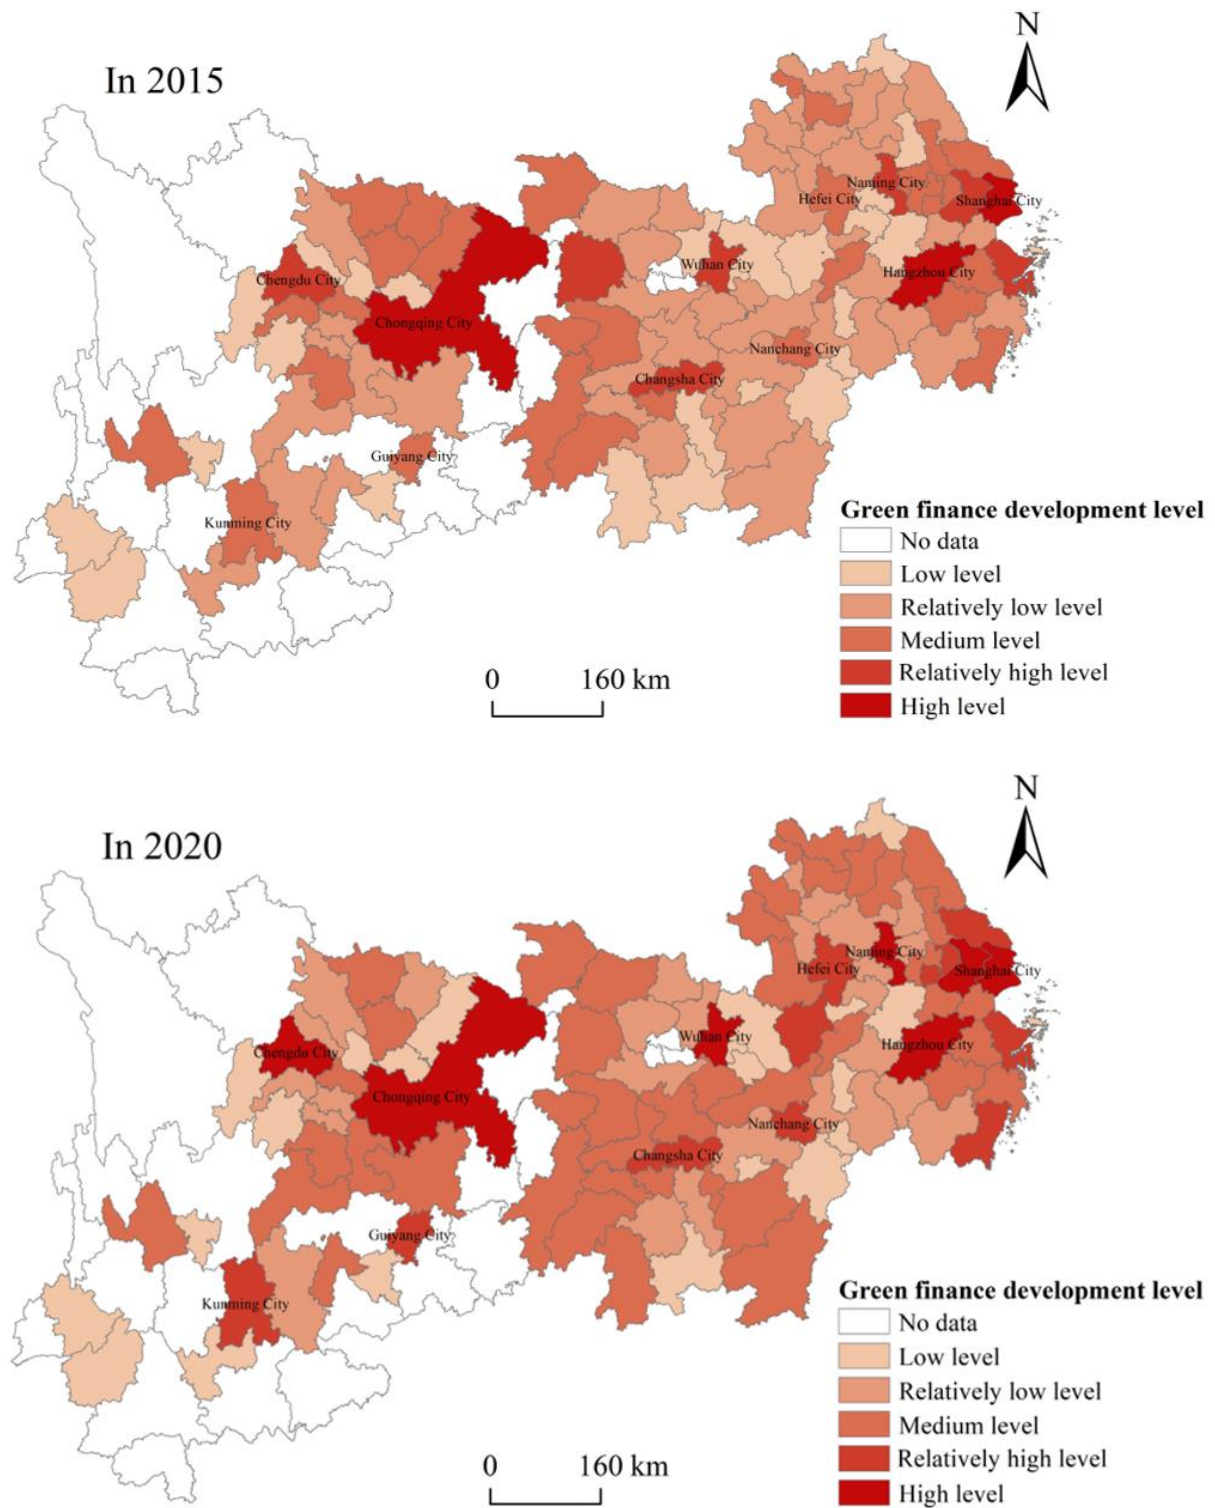 N
In 2015
Nanjing City
Hefei City
Shanghai City
Wuhan City
Chengdu City
Hangzhou City
Chongqing City
Nanchang City
Changsha City
Guiyang City
Kunming City
Green finance development level
No data
Low level
Relatively low level
Medium level
Relatively high level
High level
0 160 km
N
In 2020
Nanjing City
Hefei City
Shanghai City
Wuhan City
Chengdu City
Hangzhou City
Chongqing City
Nanchang City
Changsha City
Guiyang City
Kunming City
Green finance development level
No data
Low level
Relatively low level
Medium level
Relatively high level
High level
0 160 km